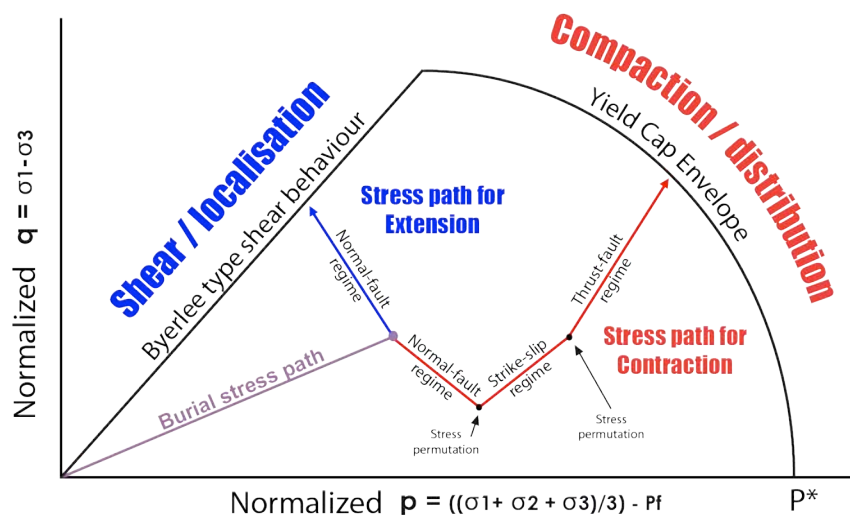 Compaction / distribution
Yield Cap Envelope
Shear / localisation
Byerlee type shear behaviour
Stress path for
Extension
Normal-fault
regime
Thrust-fault
regime
Burial stress path
Normal-fault
regime
Strike-slip
regime
Stress path for
Contraction
Stress
permutation
Stress
permutation
Normalized q = σ1-σ3
Normalized p = ((σ1+ σ2 + σ3)/3) - Pf
P*